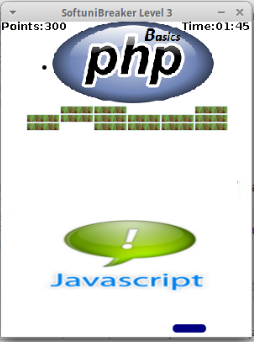 SoftuniBreaker Level 3
Points:300 Time:01:45
Basics
php
!
Javascript